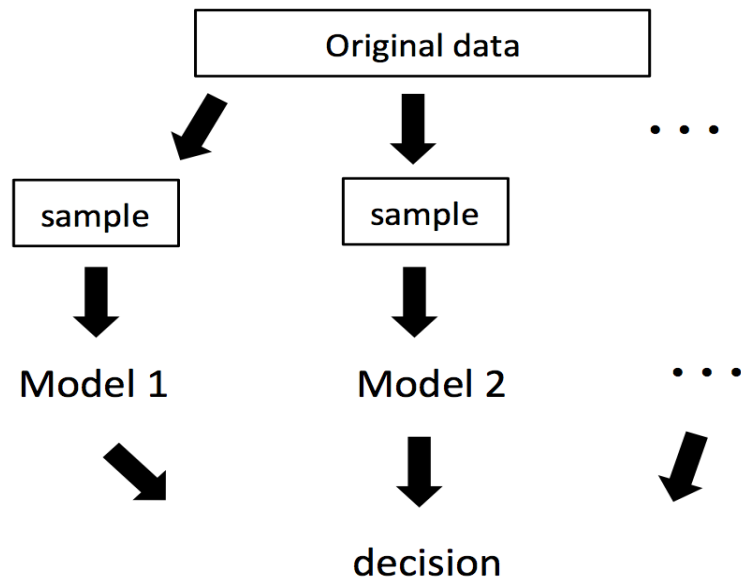 Original data
. . .
sample
sample
Model 1
Model 2
. . .
decision